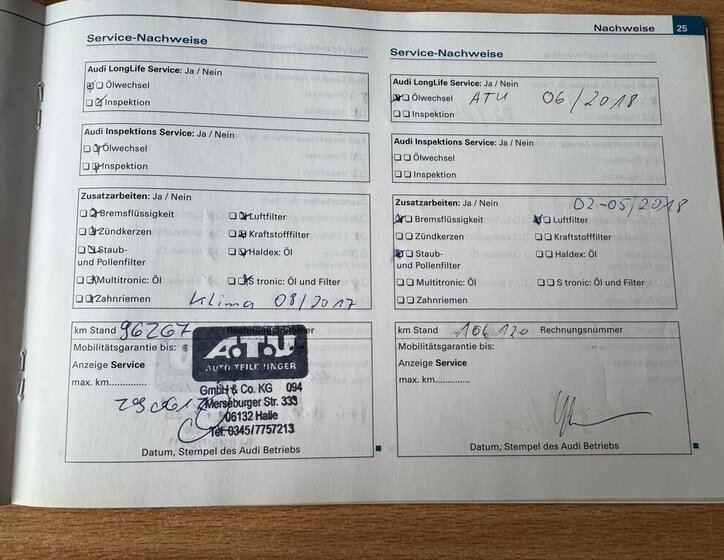 Nachweise 25
Service-Nachweise
Audi LongLife Service: Ja / Nein
Ölwechsel
Inspektion
Audi Inspektions Service: Ja / Nein
Ölwechsel
Inspektion
Zusatzarbeiten: Ja / Nein
Bremsflüssigkeit Luftfilter
Zündkerzen Kraftstofffilter
Staub- Haldex: Öl
und Pollenfilter
Multitronic: Öl S tronic: Öl und Filter
Zahnriemen Klima 08/2017
km Stand 96267 Rechnungsnummer
Mobilitätsgarantie bis:
A.T.U
AUTO TEILE UNGER
Anzeige Service
max. km..............
GmbH & Co. KG 094
Merseburger Str. 333
06132 Halle
Tel. 0345/7757213
Datum, Stempel des Audi Betriebs
Service-Nachweise
Audi LongLife Service: Ja / Nein
Ölwechsel ATU 06/2018
Inspektion
Audi Inspektions Service: Ja / Nein
Ölwechsel
Inspektion
Zusatzarbeiten: Ja / Nein 02-05/2018
Bremsflüssigkeit Luftfilter
Zündkerzen Kraftstofffilter
Staub- Haldex: Öl
und Pollenfilter
Multitronic: Öl S tronic: Öl und Filter
Zahnriemen
km Stand 106120 Rechnungsnummer
Mobilitätsgarantie bis:
Anzeige Service
max. km..............
Datum, Stempel des Audi Betriebs